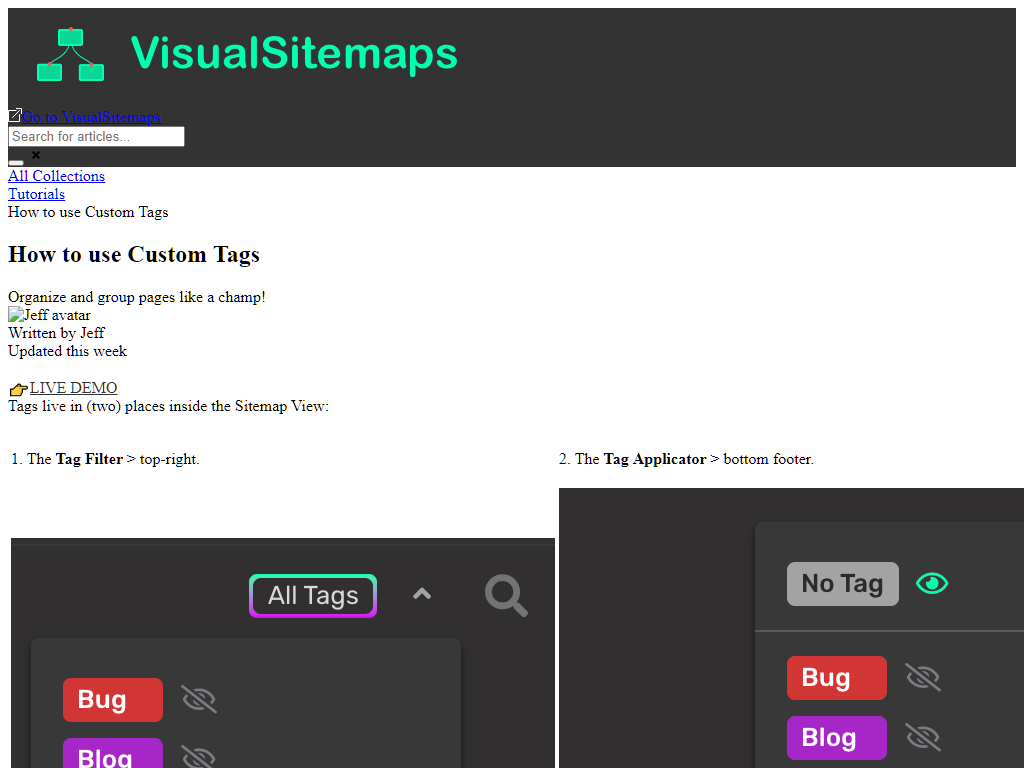 VisualSitemaps
Go to VisualSitemaps
Search for articles...
All Collections
Tutorials
How to use Custom Tags
How to use Custom Tags
Organize and group pages like a champ!
Jeff avatar
Written by Jeff
Updated this week
👉LIVE DEMO
Tags live in (two) places inside the Sitemap View:
1. The Tag Filter > top-right.
2. The Tag Applicator > bottom footer.
All Tags
Bug
Blog
No Tag
Bug
Blog